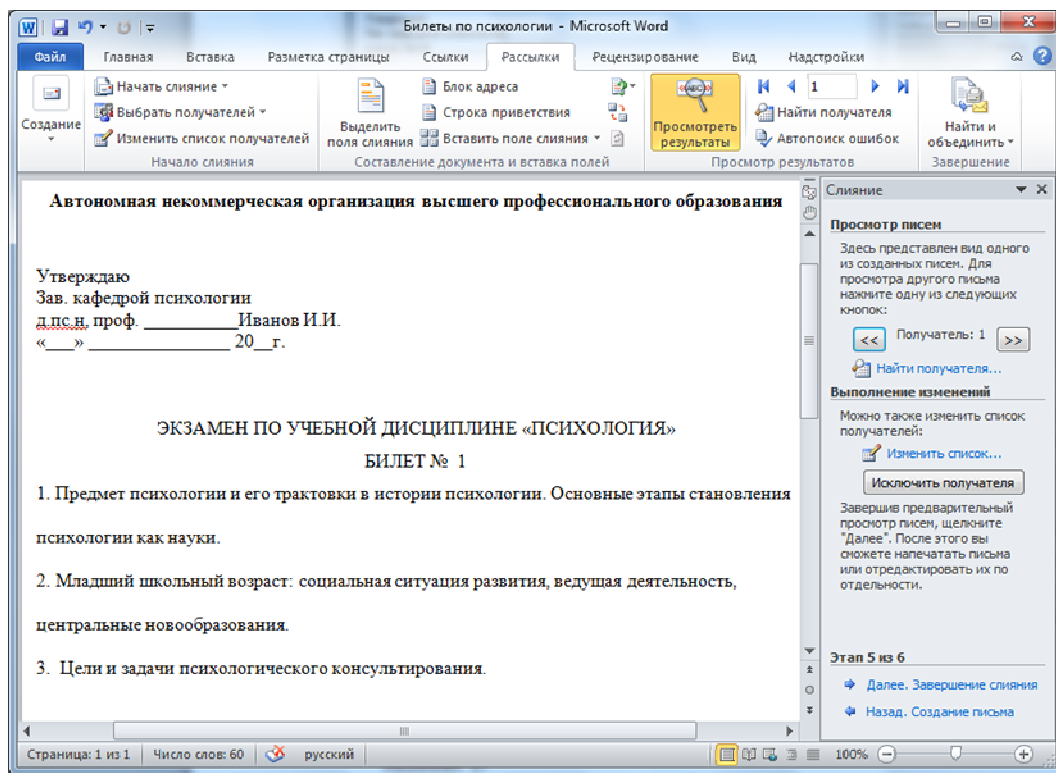 Билеты по психологии - Microsoft Word
Файл Главная Вставка Разметка страницы Ссылки Рассылки Рецензирование Вид Надстройки
Создание
Начать слияние
Выбрать получателей
Изменить список получателей
Начало слияния
Выделить поля слияния
Блок адреса
Строка приветствия
Вставить поле слияния
Составление документа и вставка полей
ABC
Просмотреть результаты
1
Найти получателя
Автопоиск ошибок
Просмотр результатов
Найти и объединить
Завершение
Автономная некоммерческая организация высшего профессионального образования
Утверждаю
Зав. кафедрой психологии
д.пс.н. проф. __________Иванов И.И.
«___» _______________ 20__г.
ЭКЗАМЕН ПО УЧЕБНОЙ ДИСЦИПЛИНЕ «ПСИХОЛОГИЯ»
БИЛЕТ № 1
1. Предмет психологии и его трактовки в истории психологии. Основные этапы становления
психологии как науки.
2. Младший школьный возраст: социальная ситуация развития, ведущая деятельность,
центральные новообразования.
3. Цели и задачи психологического консультирования.
Слияние
Просмотр писем
Здесь представлен вид одного
из созданных писем. Для
просмотра другого письма
нажмите одну из следующих
кнопок:
<< Получатель: 1 >>
Найти получателя...
Выполнение изменений
Можно также изменить список
получателей:
Изменить список...
Исключить получателя
Завершив предварительный
просмотр писем, щелкните
"Далее". После этого вы
сможете напечатать письма
или отредактировать их по
отдельности.
Этап 5 из 6
Далее. Завершение слияния
Назад. Создание письма
Страница: 1 из 1 Число слов: 60 русский 100%